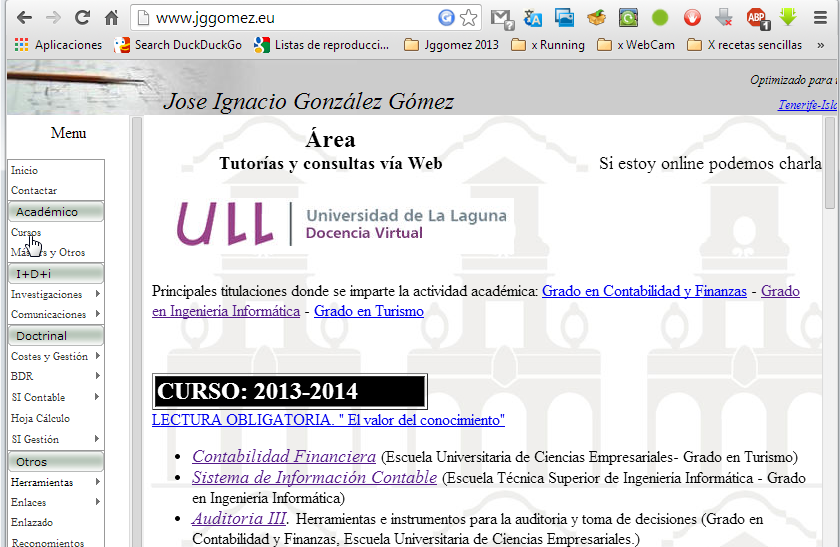 www.jggomez.eu
Aplicaciones Search DuckDuckGo Listas de reproducci... Jggomez 2013 x Running x WebCam X recetas sencillas »
Jose Ignacio González Gómez
Optimizado para
Tenerife-Isla
Menu
Inicio
Contactar
Académico
Cursos
Masters y Otros
I+D+i
Investigaciones
Comunicaciones
Doctrinal
Costes y Gestión
BDR
SI Contable
Hoja Cálculo
SI Gestión
Otros
Herramientas
Enlaces
Enlazado
Reconomientos
Área
Tutorías y consultas vía Web Si estoy online podemos charla
ULL Universidad de La Laguna
Docencia Virtual
Principales titulaciones donde se imparte la actividad académica: Grado en Contabilidad y Finanzas - Grado
en Ingenieria Informática - Grado en Turismo
CURSO: 2013-2014
LECTURA OBLIGATORIA. " El valor del conocimiento"
• Contabilidad Financiera (Escuela Universitaria de Ciencias Empresariales- Grado en Turismo)
• Sistema de Información Contable (Escuela Técnica Superior de Ingenieria Informática - Grado
en Ingeniería Informática)
• Auditoria III. Herramientas e instrumentos para la auditoria y toma de decisiones (Grado en
Contabilidad y Finanzas, Escuela Universitaria de Ciencias Empresariales.)